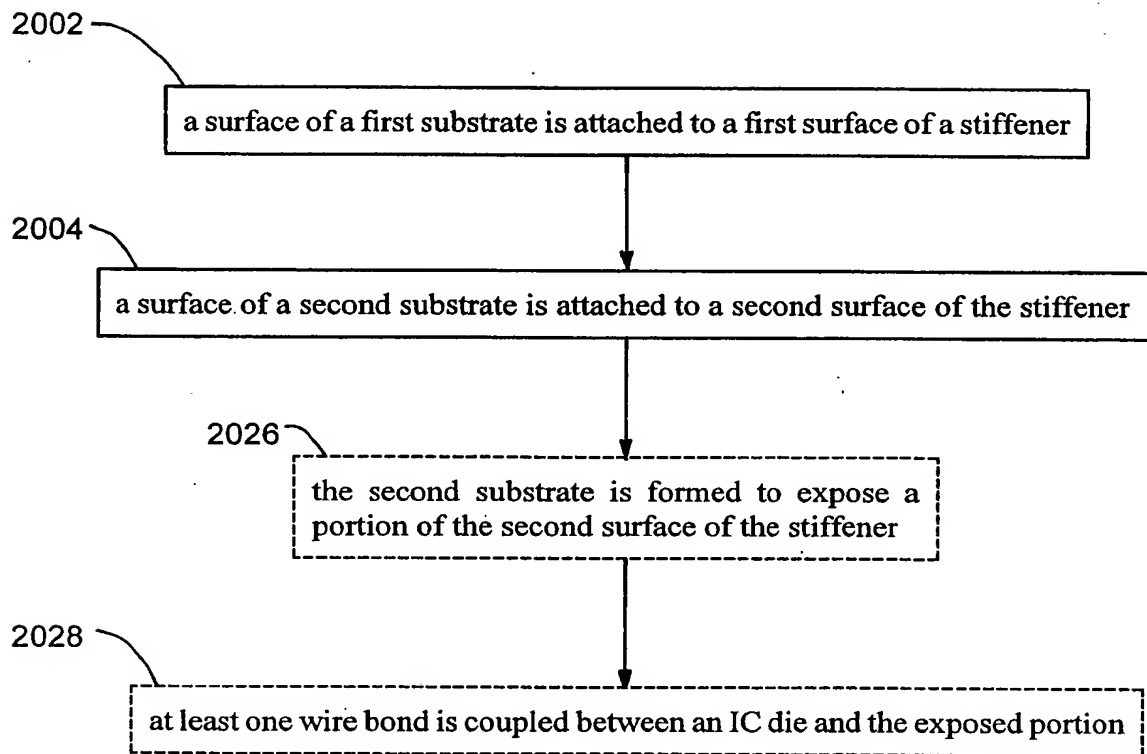 2002
a surface of a first substrate is attached to a first surface of a stiffener
2004
a surface of a second substrate is attached to a second surface of the stiffener
2026
the second substrate is formed to expose a
portion of the second surface of the stiffener
2028
at least one wire bond is coupled between an IC die and the exposed portion